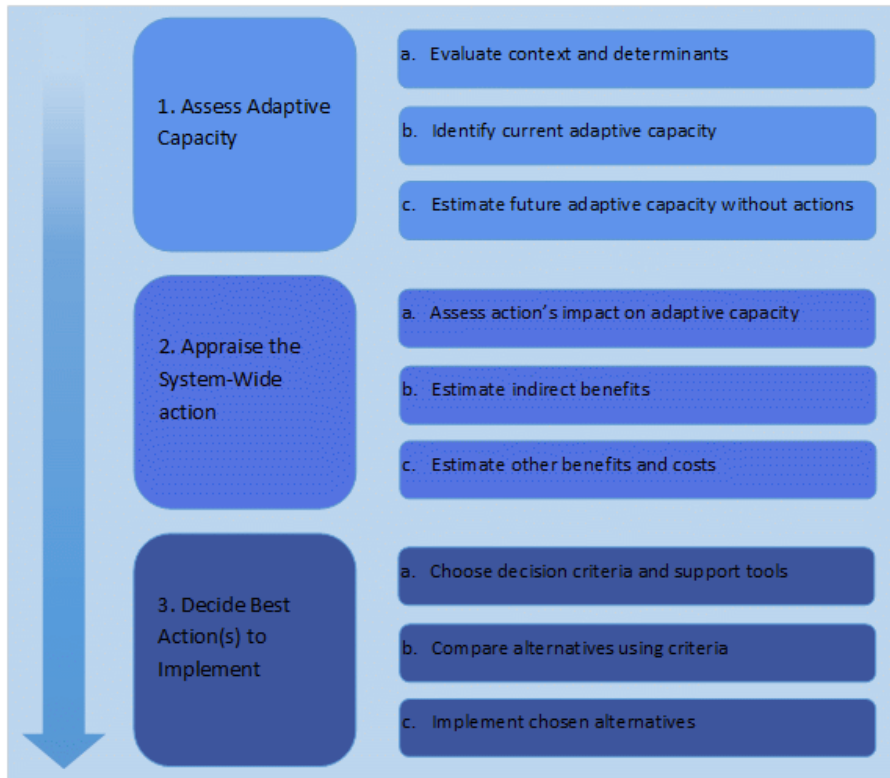 1. Assess Adaptive
Capacity
a. Evaluate context and determinants
b. Identify current adaptive capacity
c. Estimate future adaptive capacity without actions
2. Appraise the
System-Wide
action
a. Assess action’s impact on adaptive capacity
b. Estimate indirect benefits
c. Estimate other benefits and costs
3. Decide Best
Action(s) to
Implement
a. Choose decision criteria and support tools
b. Compare alternatives using criteria
c. Implement chosen alternatives